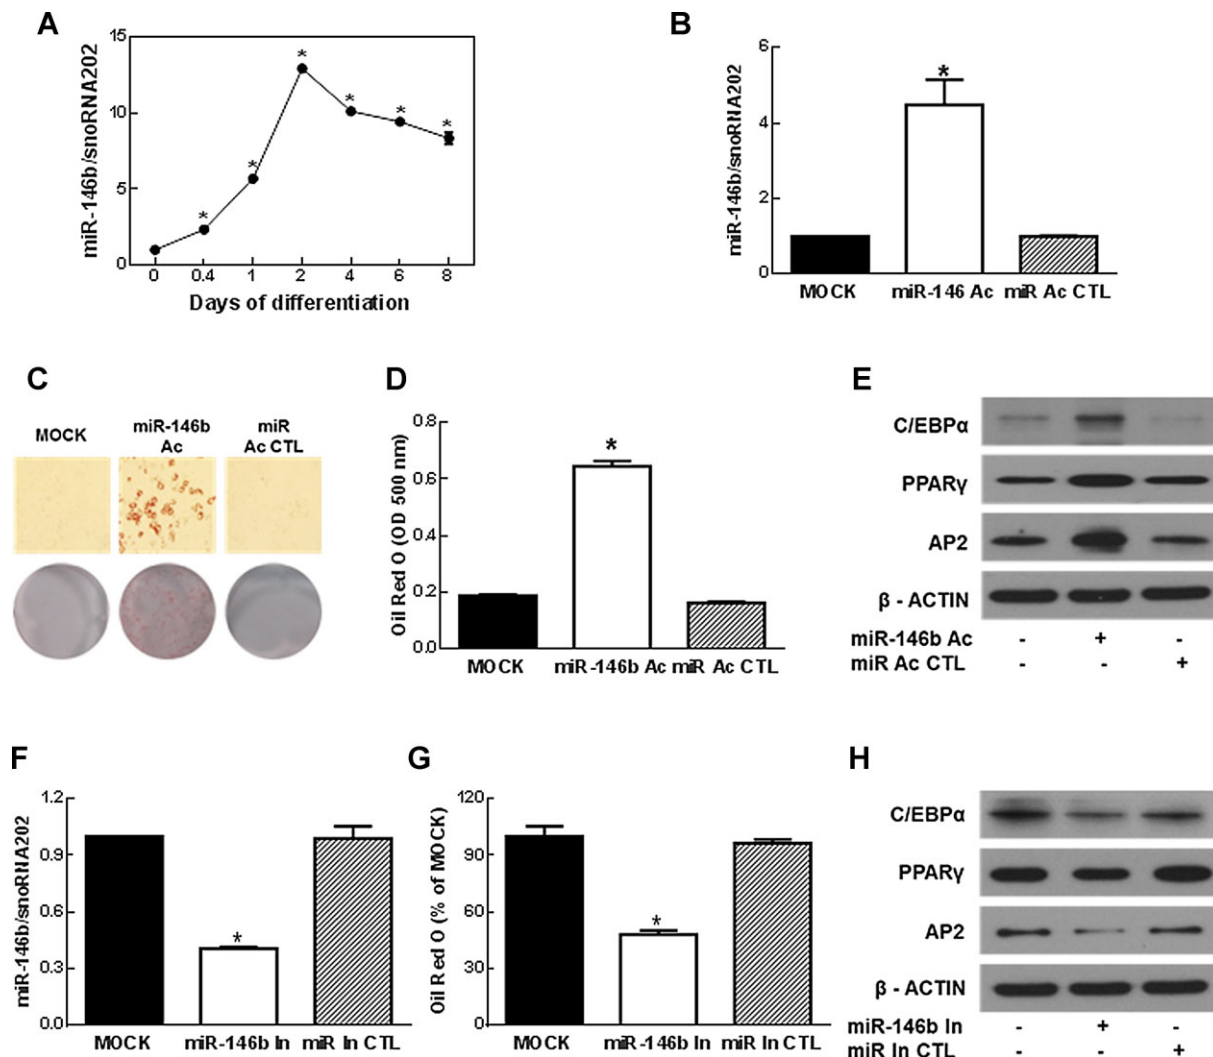 A
miR-146b/snoRNA202
15
10
5
0
* * * * * *
0 0.4 1 2 4 6 8
Days of differentiation
B
miR-146b/snoRNA202
6
4
2
0
*
MOCK miR-146 Ac miR Ac CTL
C
MOCK
miR-146b
Ac
miR
Ac CTL
D
Oil Red O (OD 500 nm)
0.8
0.6
0.4
0.2
0.0
*
MOCK miR-146b Ac miR Ac CTL
E
C/EBPα
PPARγ
AP2
β - ACTIN
miR-146b Ac - + -
miR Ac CTL - - +
F
miR-146b/snoRNA202
1.2
0.9
0.6
0.3
0.0
*
MOCK miR-146b In miR In CTL
G
Oil Red O (% of MOCK)
120
90
60
30
0
*
MOCK miR-146b In miR In CTL
H
C/EBPα
PPARγ
AP2
β - ACTIN
miR-146b In - + -
miR In CTL - - +